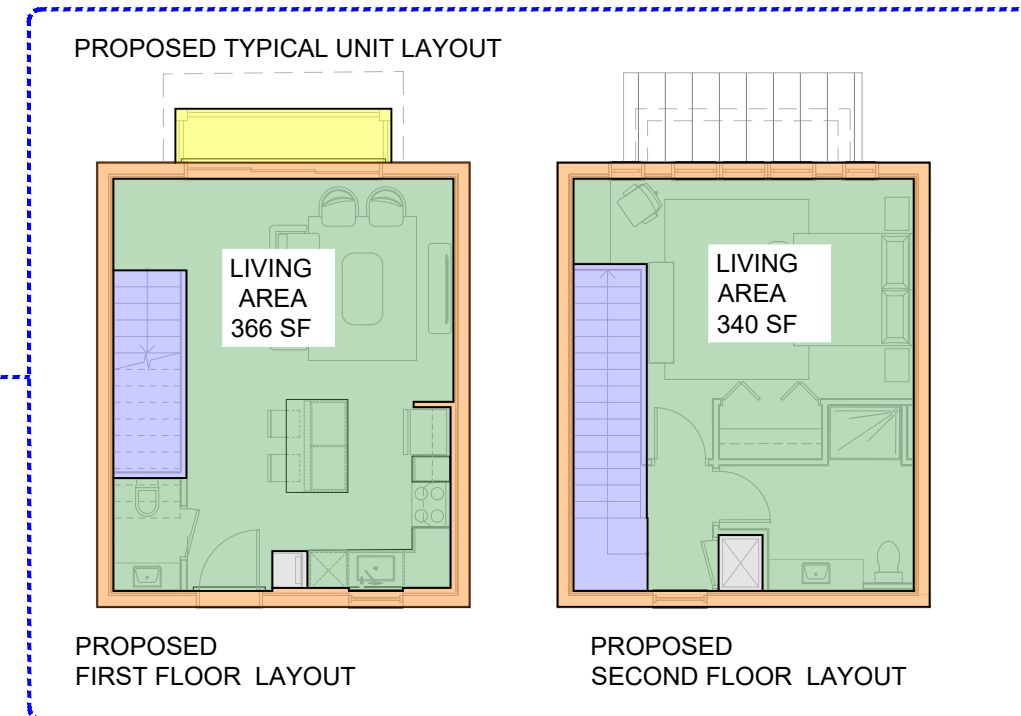 PROPOSED TYPICAL UNIT LAYOUT
LIVING
AREA
366 SF
LIVING
AREA
340 SF
PROPOSED
FIRST FLOOR LAYOUT
PROPOSED
SECOND FLOOR LAYOUT